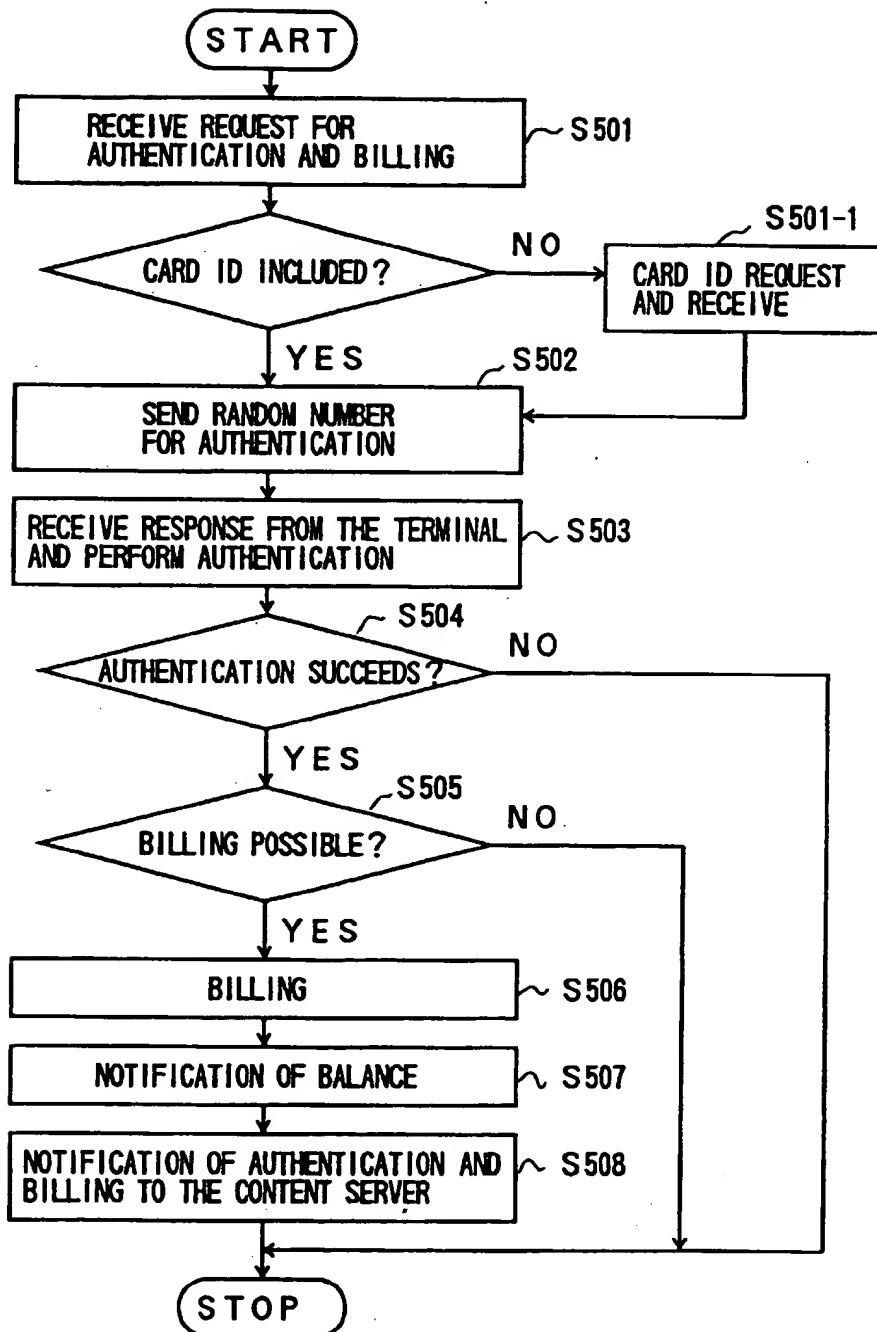 START
RECEIVE REQUEST FOR
AUTHENTICATION AND BILLING
S501
CARD ID INCLUDED?
NO
S501-1
CARD ID REQUEST
AND RECEIVE
YES
S502
SEND RANDOM NUMBER
FOR AUTHENTICATION
RECEIVE RESPONSE FROM THE TERMINAL
AND PERFORM AUTHENTICATION
S503
S504
AUTHENTICATION SUCCEEDS?
NO
YES
S505
BILLING POSSIBLE?
NO
YES
BILLING
S506
NOTIFICATION OF BALANCE
S507
NOTIFICATION OF AUTHENTICATION AND
BILLING TO THE CONTENT SERVER
S508
STOP